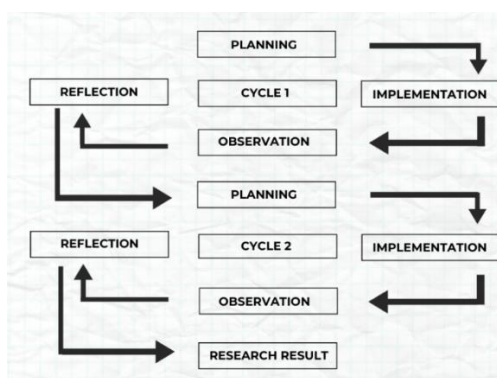 PLANNING
REFLECTION
CYCLE 1
IMPLEMENTATION
OBSERVATION
PLANNING
REFLECTION
CYCLE 2
IMPLEMENTATION
OBSERVATION
RESEARCH RESULT